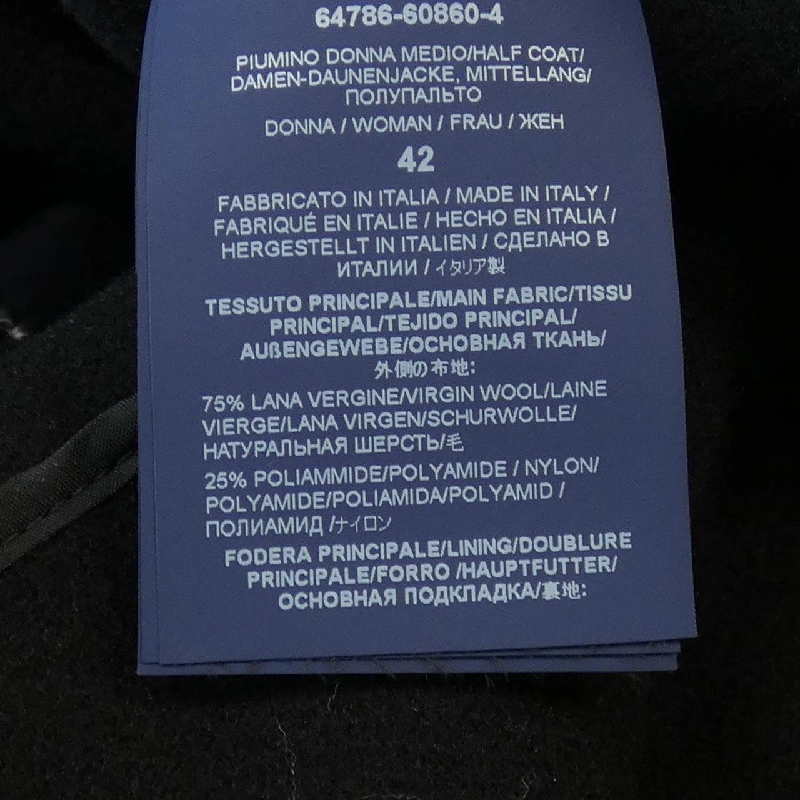 64786-60860-4
PIUMINO DONNA MEDIO/HALF COAT/
DAMEN-DAUNENJACKE, MITTELLANG/
ПОЛУПАЛЬТО
DONNA / WOMAN / FRAU / ЖЕН
42
FABBRICATO IN ITALIA / MADE IN ITALY /
FABRIQUÉ EN ITALIE / HECHO EN ITALIA /
HERGESTELLT IN ITALIEN / СДЕЛАНО В
ИТАЛИИ / イタリア製
TESSUTO PRINCIPALE/MAIN FABRIC/TISSU
PRINCIPAL/TEJIDO PRINCIPAL/
AUßENGEWEBE/ОСНОВНАЯ ТКАНЬ/
外側の布地:
75% LANA VERGINE/VIRGIN WOOL/LAINE
VIERGE/LANA VIRGEN/SCHURWOLLE/
НАТУРАЛЬНАЯ ШЕРСТЬ/毛
25% POLIAMMIDE/POLYAMIDE / NYLON/
POLYAMIDE/POLIAMIDA/POLYAMID /
ПОЛИАМИД /ナイロン
FODERA PRINCIPALE/LINING/DOUBLURE
PRINCIPALE/FORRO /HAUPTFUTTER/
ОСНОВНАЯ ПОДКЛАДКА/裏地: